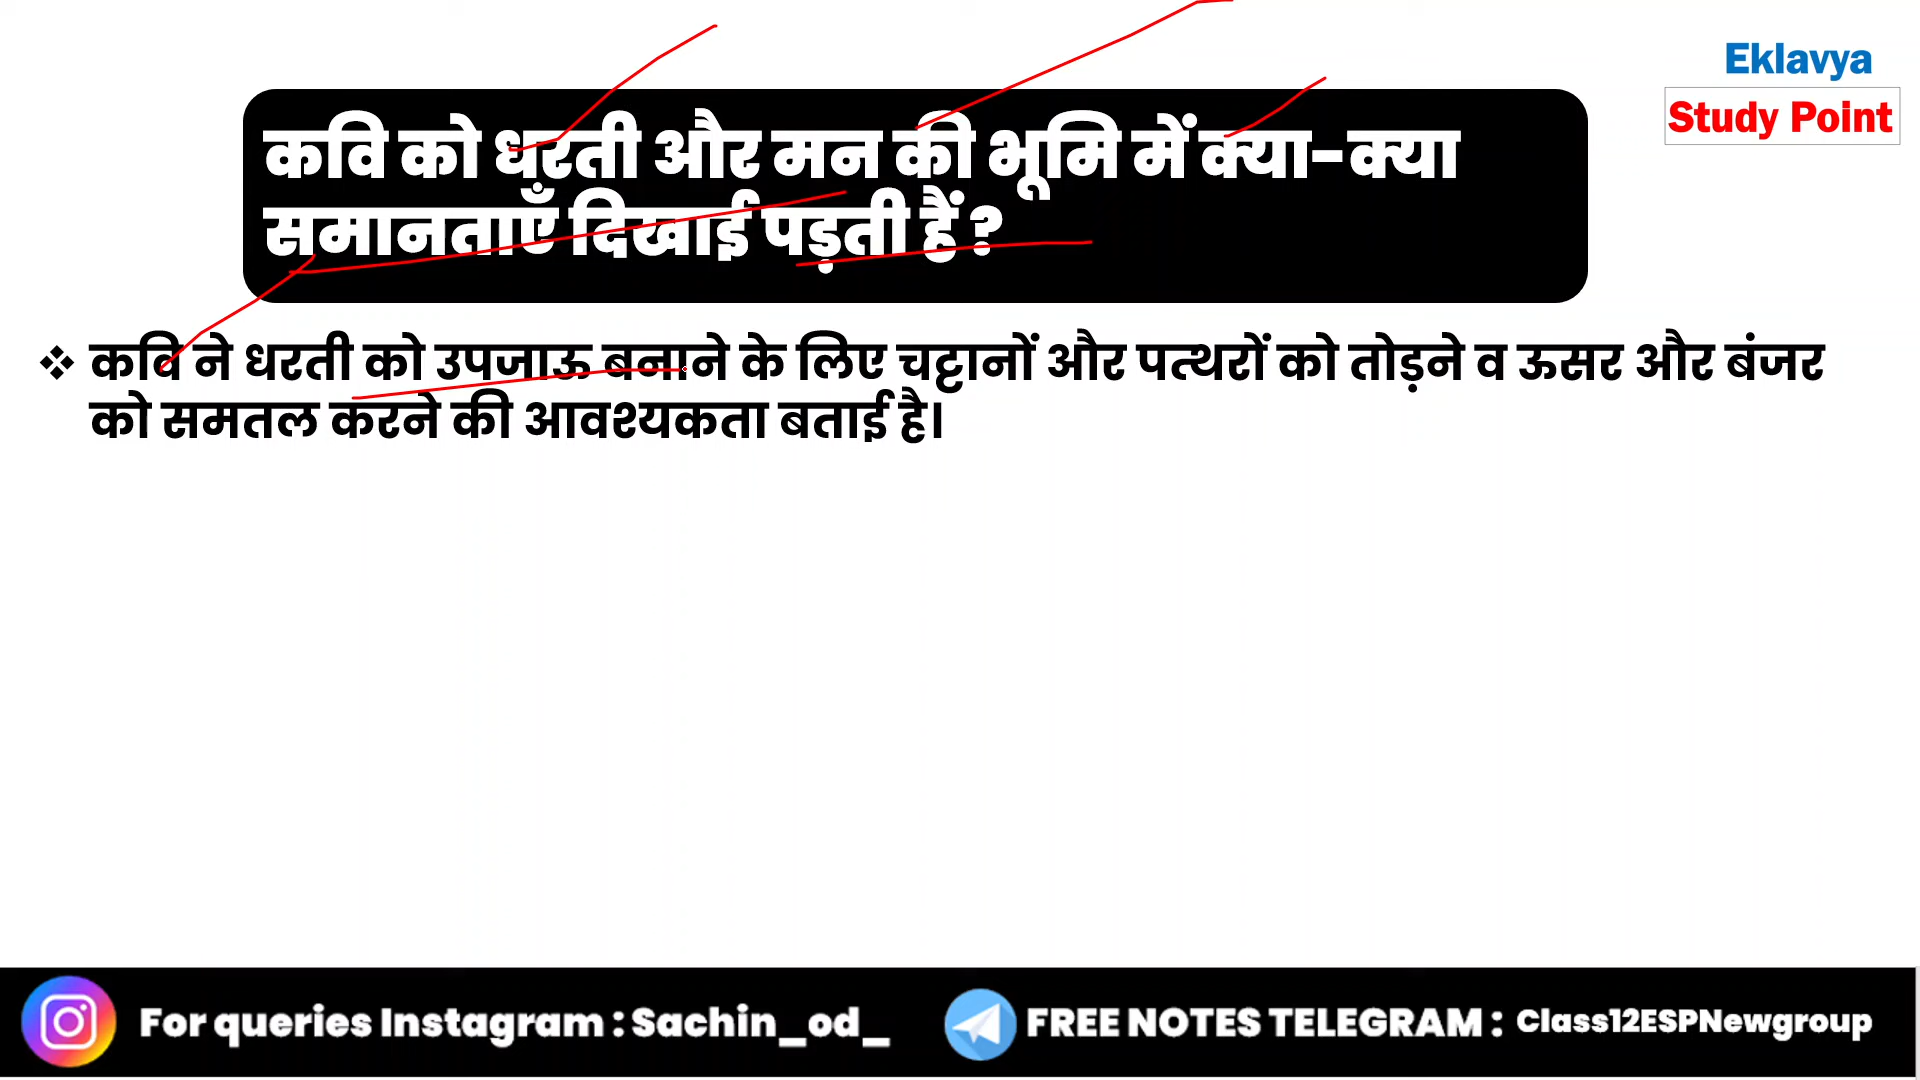 Eklavya
Study Point
कवि को धरती और मन की भूमि में क्या-क्या
समानताएँ दिखाई पड़ती हैं ?
❖ कवि ने धरती को उपजाऊ बनाने के लिए चट्टानों और पत्थरों को तोड़ने व ऊसर और बंजर
को समतल करने की आवश्यकता बताई है।
For queries Instagram : Sachin_od_
FREE NOTES TELEGRAM : Class12ESPNewgroup